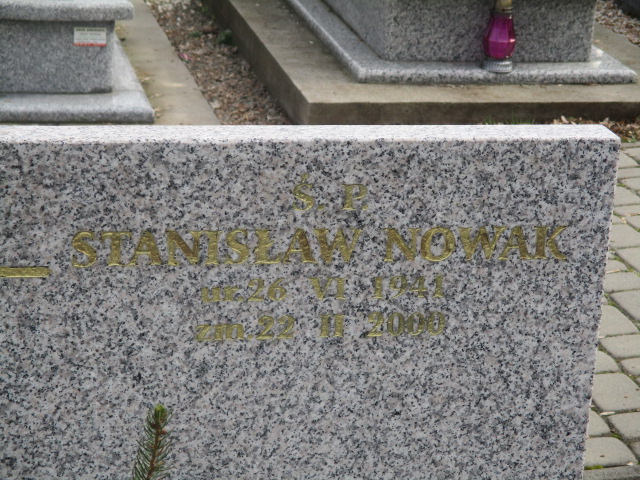 Ś. P.
STANISŁAW NOWAK
ur.26 VI 1941
zm.22 II 2000